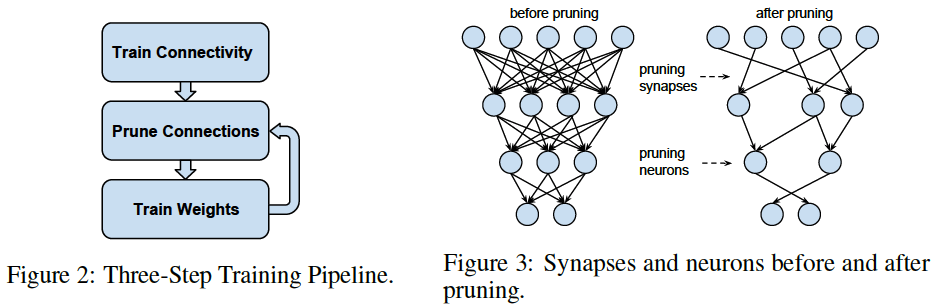 Train Connectivity
Prune Connections
Train Weights
Figure 2: Three-Step Training Pipeline.
before pruning
after pruning
pruning
synapses
pruning
neurons
Figure 3: Synapses and neurons before and after
pruning.